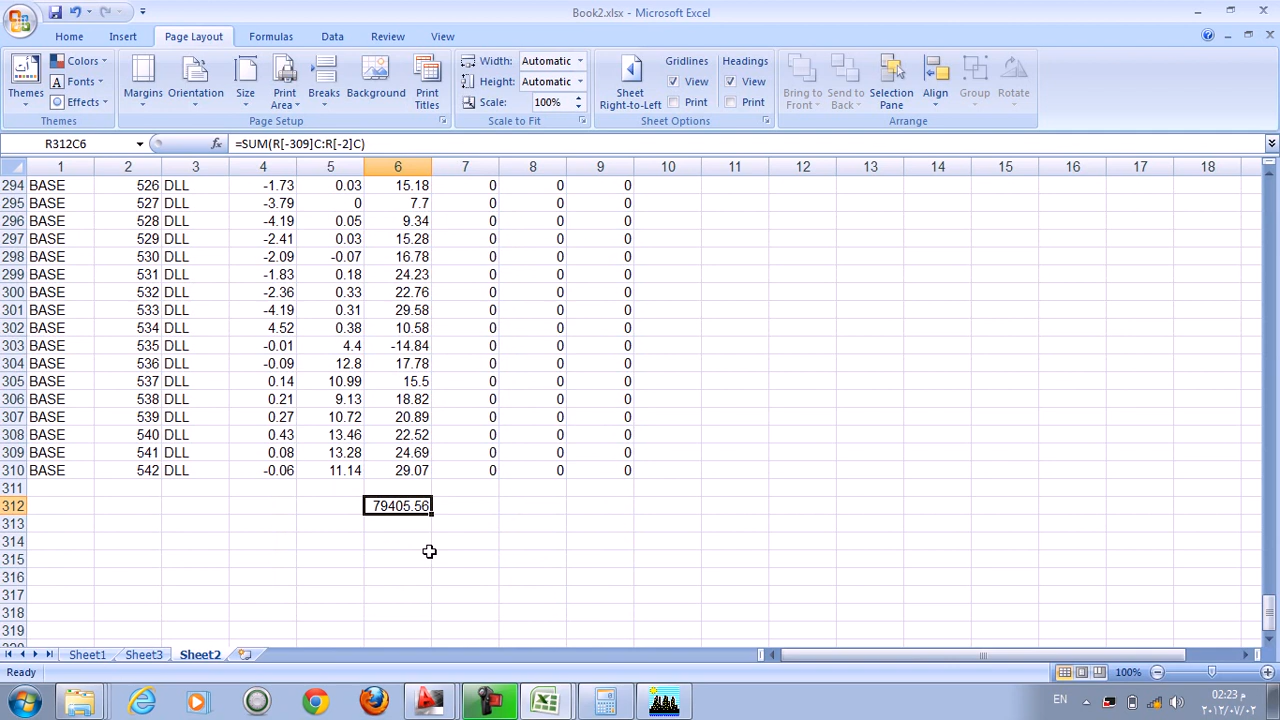 Book2.xlsx - Microsoft Excel
Home Insert Page Layout Formulas Data Review View
Themes Colors Fonts Effects Margins Orientation Size Print Area Breaks Background Print Titles Width: Automatic Height: Automatic Scale: 100% Sheet Right-to-Left Gridlines View Print Headings View Print Bring to Front Send to Back Selection Pane Align Group Rotate
Themes Page Setup Scale to Fit Sheet Options Arrange
R312C6 fx =SUM(R[-309]C:R[-2]C)
1 2 3 4 5 6 7 8 9 10 11 12 13 14 15 16 17 18
294 BASE 526 DLL -1.73 0.03 15.18 0 0 0
295 BASE 527 DLL -3.79 0 7.7 0 0 0
296 BASE 528 DLL -4.19 0.05 9.34 0 0 0
297 BASE 529 DLL -2.41 0.03 15.28 0 0 0
298 BASE 530 DLL -2.09 -0.07 16.78 0 0 0
299 BASE 531 DLL -1.83 0.18 24.23 0 0 0
300 BASE 532 DLL -2.36 0.33 22.76 0 0 0
301 BASE 533 DLL -4.19 0.31 29.58 0 0 0
302 BASE 534 DLL 4.52 0.38 10.58 0 0 0
303 BASE 535 DLL -0.01 4.4 -14.84 0 0 0
304 BASE 536 DLL -0.09 12.8 17.78 0 0 0
305 BASE 537 DLL 0.14 10.99 15.5 0 0 0
306 BASE 538 DLL 0.21 9.13 18.82 0 0 0
307 BASE 539 DLL 0.27 10.72 20.89 0 0 0
308 BASE 540 DLL 0.43 13.46 22.52 0 0 0
309 BASE 541 DLL 0.08 13.28 24.69 0 0 0
310 BASE 542 DLL -0.06 11.14 29.07 0 0 0
311
312 79405.56
313
314
315
316
317
318
319
Sheet1 Sheet3 Sheet2
Ready 100%
EN 02:23 م
٢٠١٢/٠٧/٠٢